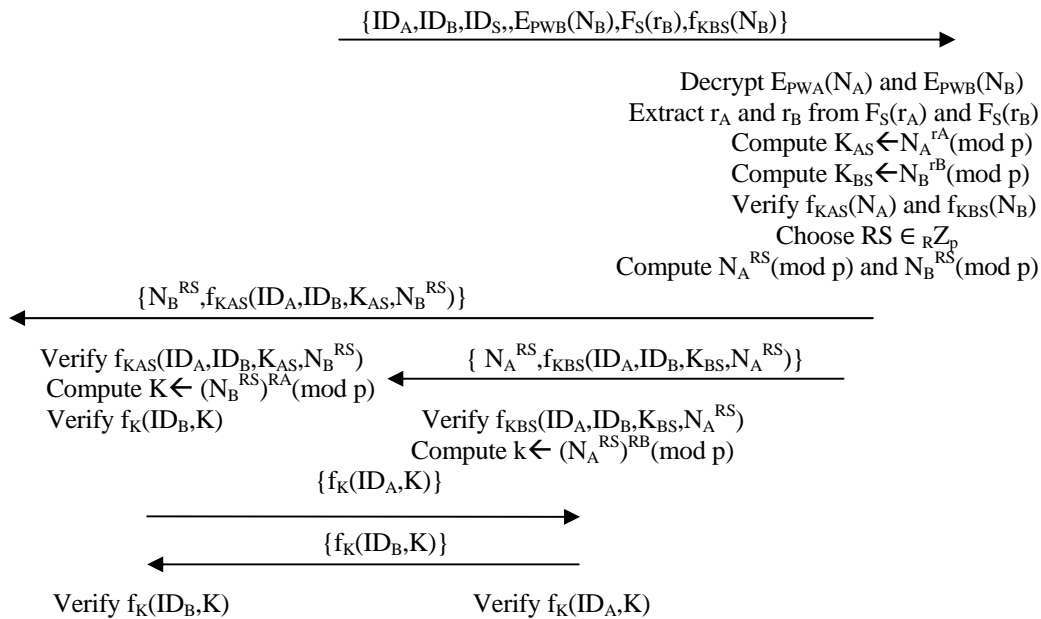 {ID_A,ID_B,ID_S,,E_PWB(N_B),F_S(r_B),f_KBS(N_B)}
Decrypt E_PWA(N_A) and E_PWB(N_B)
Extract r_A and r_B from F_S(r_A) and F_S(r_B)
Compute K_AS←N_A^rA(mod p)
Compute K_BS←N_B^rB(mod p)
Verify f_KAS(N_A) and f_KBS(N_B)
Choose RS ∈ _RZ_p
Compute N_A^RS(mod p) and N_B^RS(mod p)
{N_B^RS,f_KAS(ID_A,ID_B,K_AS,N_B^RS)}
Verify f_KAS(ID_A,ID_B,K_AS,N_B^RS)
{ N_A^RS,f_KBS(ID_A,ID_B,K_BS,N_A^RS)}
Compute K← (N_B^RS)^RA(mod p)
Verify f_K(ID_B,K)
Verify f_KBS(ID_A,ID_B,K_BS,N_A^RS)
Compute k← (N_A^RS)^RB(mod p)
{f_K(ID_A,K)}
{f_K(ID_B,K)}
Verify f_K(ID_B,K)
Verify f_K(ID_A,K)